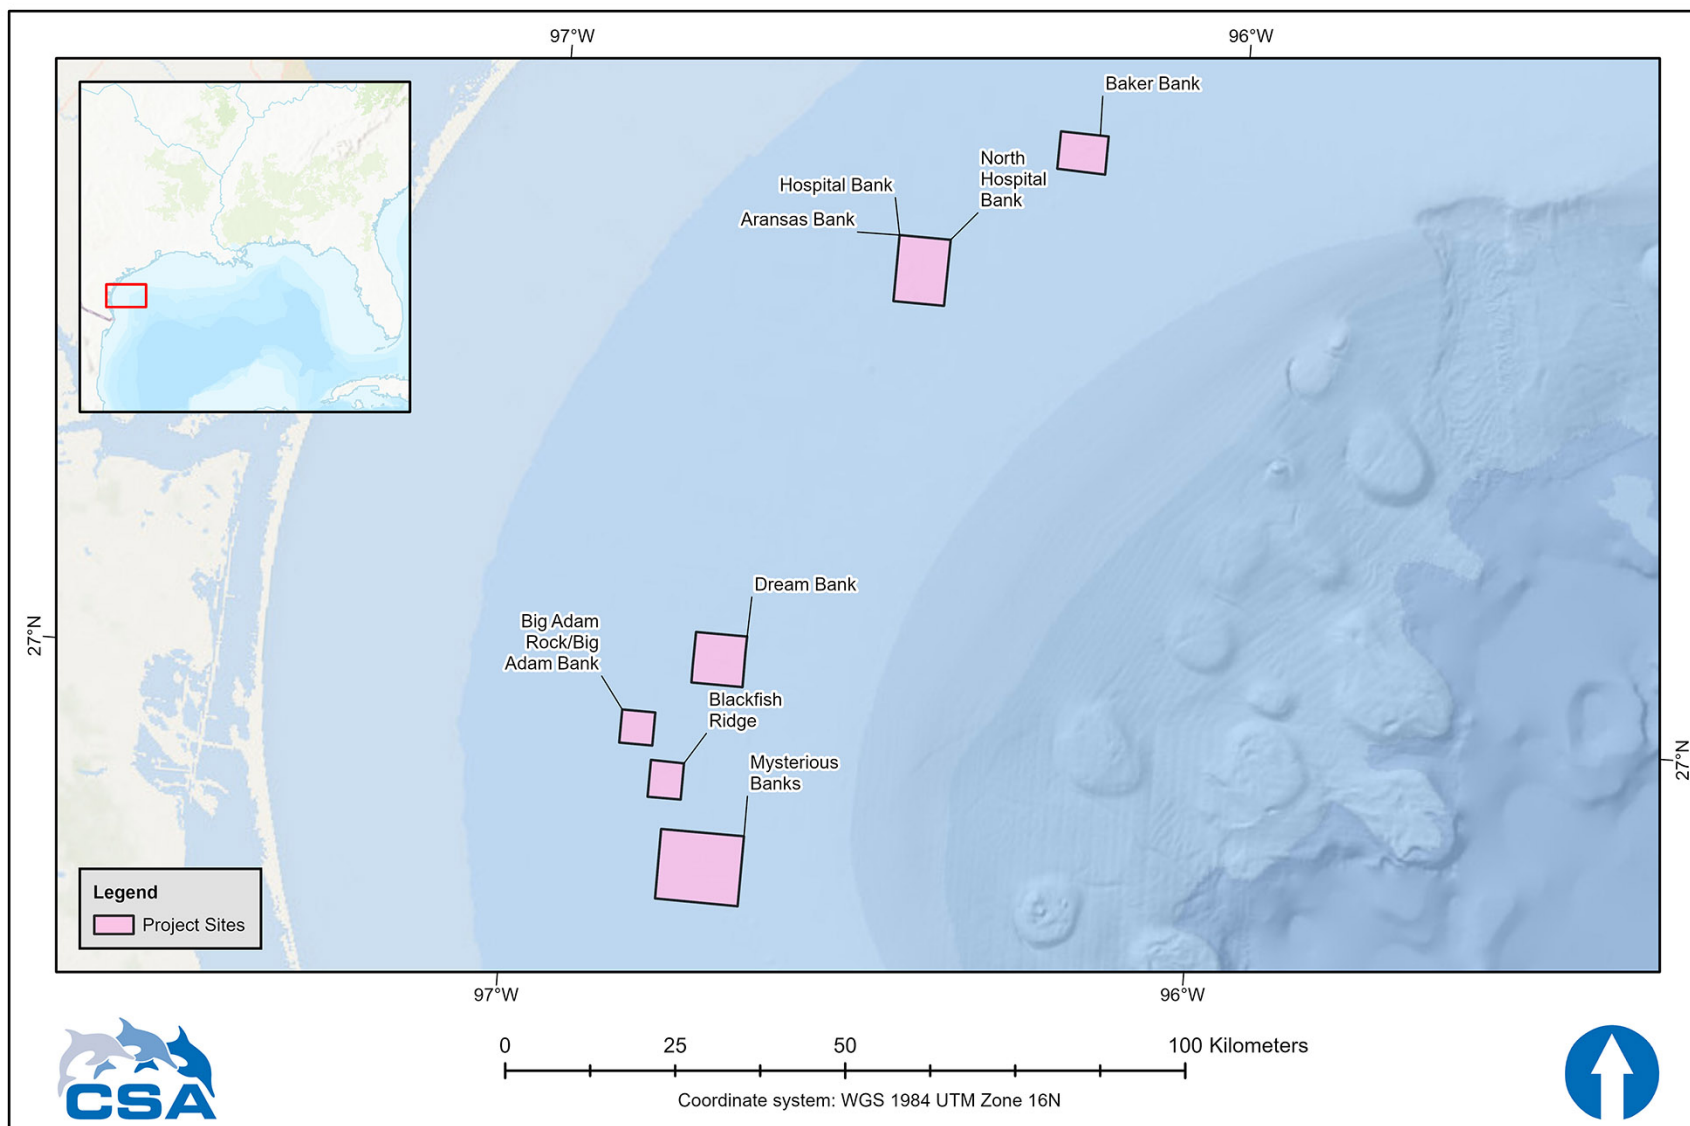 97°W
96°W
Baker Bank
North
Hospital
Bank
Hospital Bank
Aransas Bank
Dream Bank
Big Adam
Rock/Big
Adam Bank
Blackfish
Ridge
Mysterious
Banks
27°N
27°N
Legend
Project Sites
97°W
96°W
0 25 50 100 Kilometers
Coordinate system: WGS 1984 UTM Zone 16N
CSA